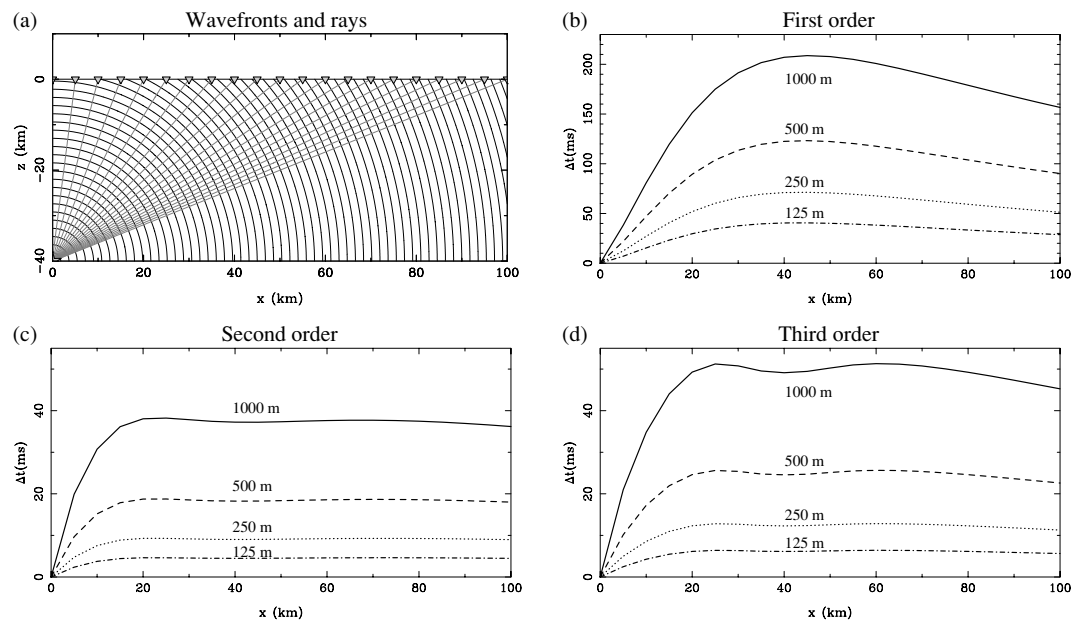 (a) Wavefronts and rays
0
−20
−40
z (km)
0 20 40 60 80 100
x (km)
(b) First order
200
150
100
50
0
Δt(ms)
1000 m
500 m
250 m
125 m
0 20 40 60 80 100
x (km)
(c) Second order
40
20
0
Δt(ms)
1000 m
500 m
250 m
125 m
0 20 40 60 80 100
x (km)
(d) Third order
40
20
0
Δt(ms)
1000 m
500 m
250 m
125 m
0 20 40 60 80 100
x (km)